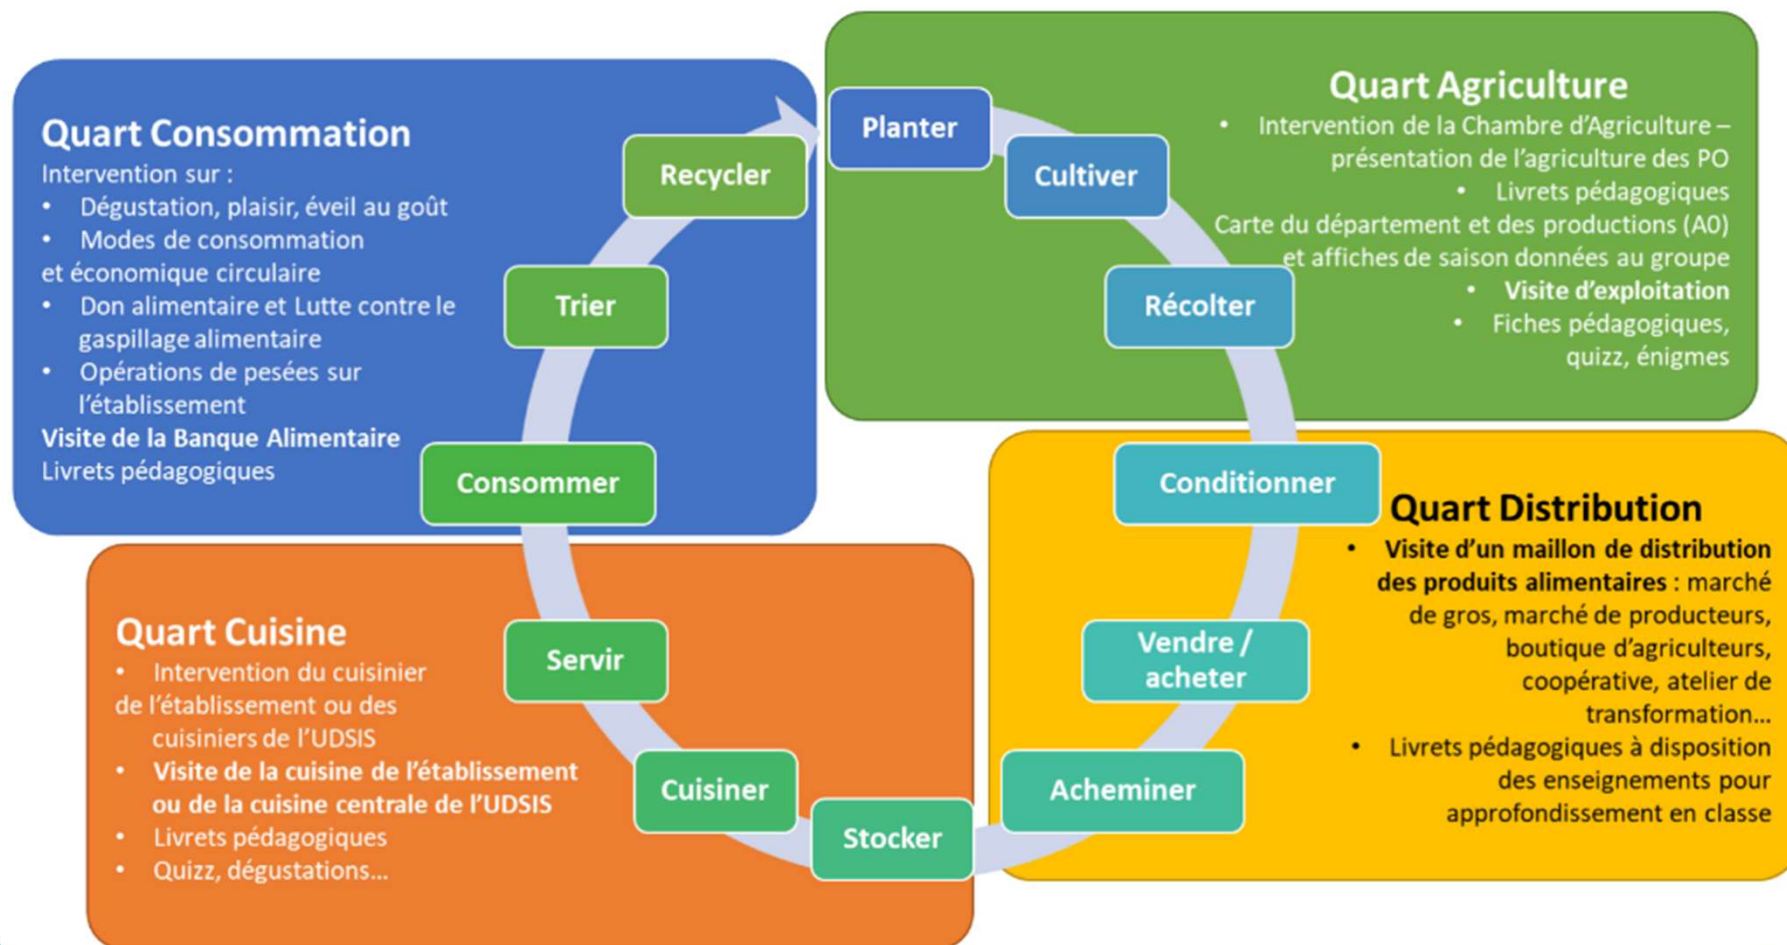 Quart Consommation
Intervention sur :
• Dégustation, plaisir, éveil au goût
• Modes de consommation
et économique circulaire
• Don alimentaire et Lutte contre le
gaspillage alimentaire
• Opérations de pesées sur
l'établissement
Visite de la Banque Alimentaire
Livrets pédagogiques
Quart Agriculture
• Intervention de la Chambre d'Agriculture –
présentation de l'agriculture des PO
• Livrets pédagogiques
Carte du département et des productions (A0)
et affiches de saison données au groupe
• Visite d'exploitation
• Fiches pédagogiques,
quizz, énigmes
Quart Distribution
• Visite d'un maillon de distribution
des produits alimentaires : marché
de gros, marché de producteurs,
boutique d'agriculteurs,
coopérative, atelier de
transformation...
• Livrets pédagogiques à disposition
des enseignements pour
approfondissement en classe
Quart Cuisine
• Intervention du cuisinier
de l'établissement ou des
cuisiniers de l'UDSIS
• Visite de la cuisine de l'établissement
ou de la cuisine centrale de l'UDSIS
• Livrets pédagogiques
• Quizz, dégustations...
Planter
Cultiver
Récolter
Conditionner
Vendre /
acheter
Acheminer
Stocker
Cuisiner
Servir
Consommer
Trier
Recycler